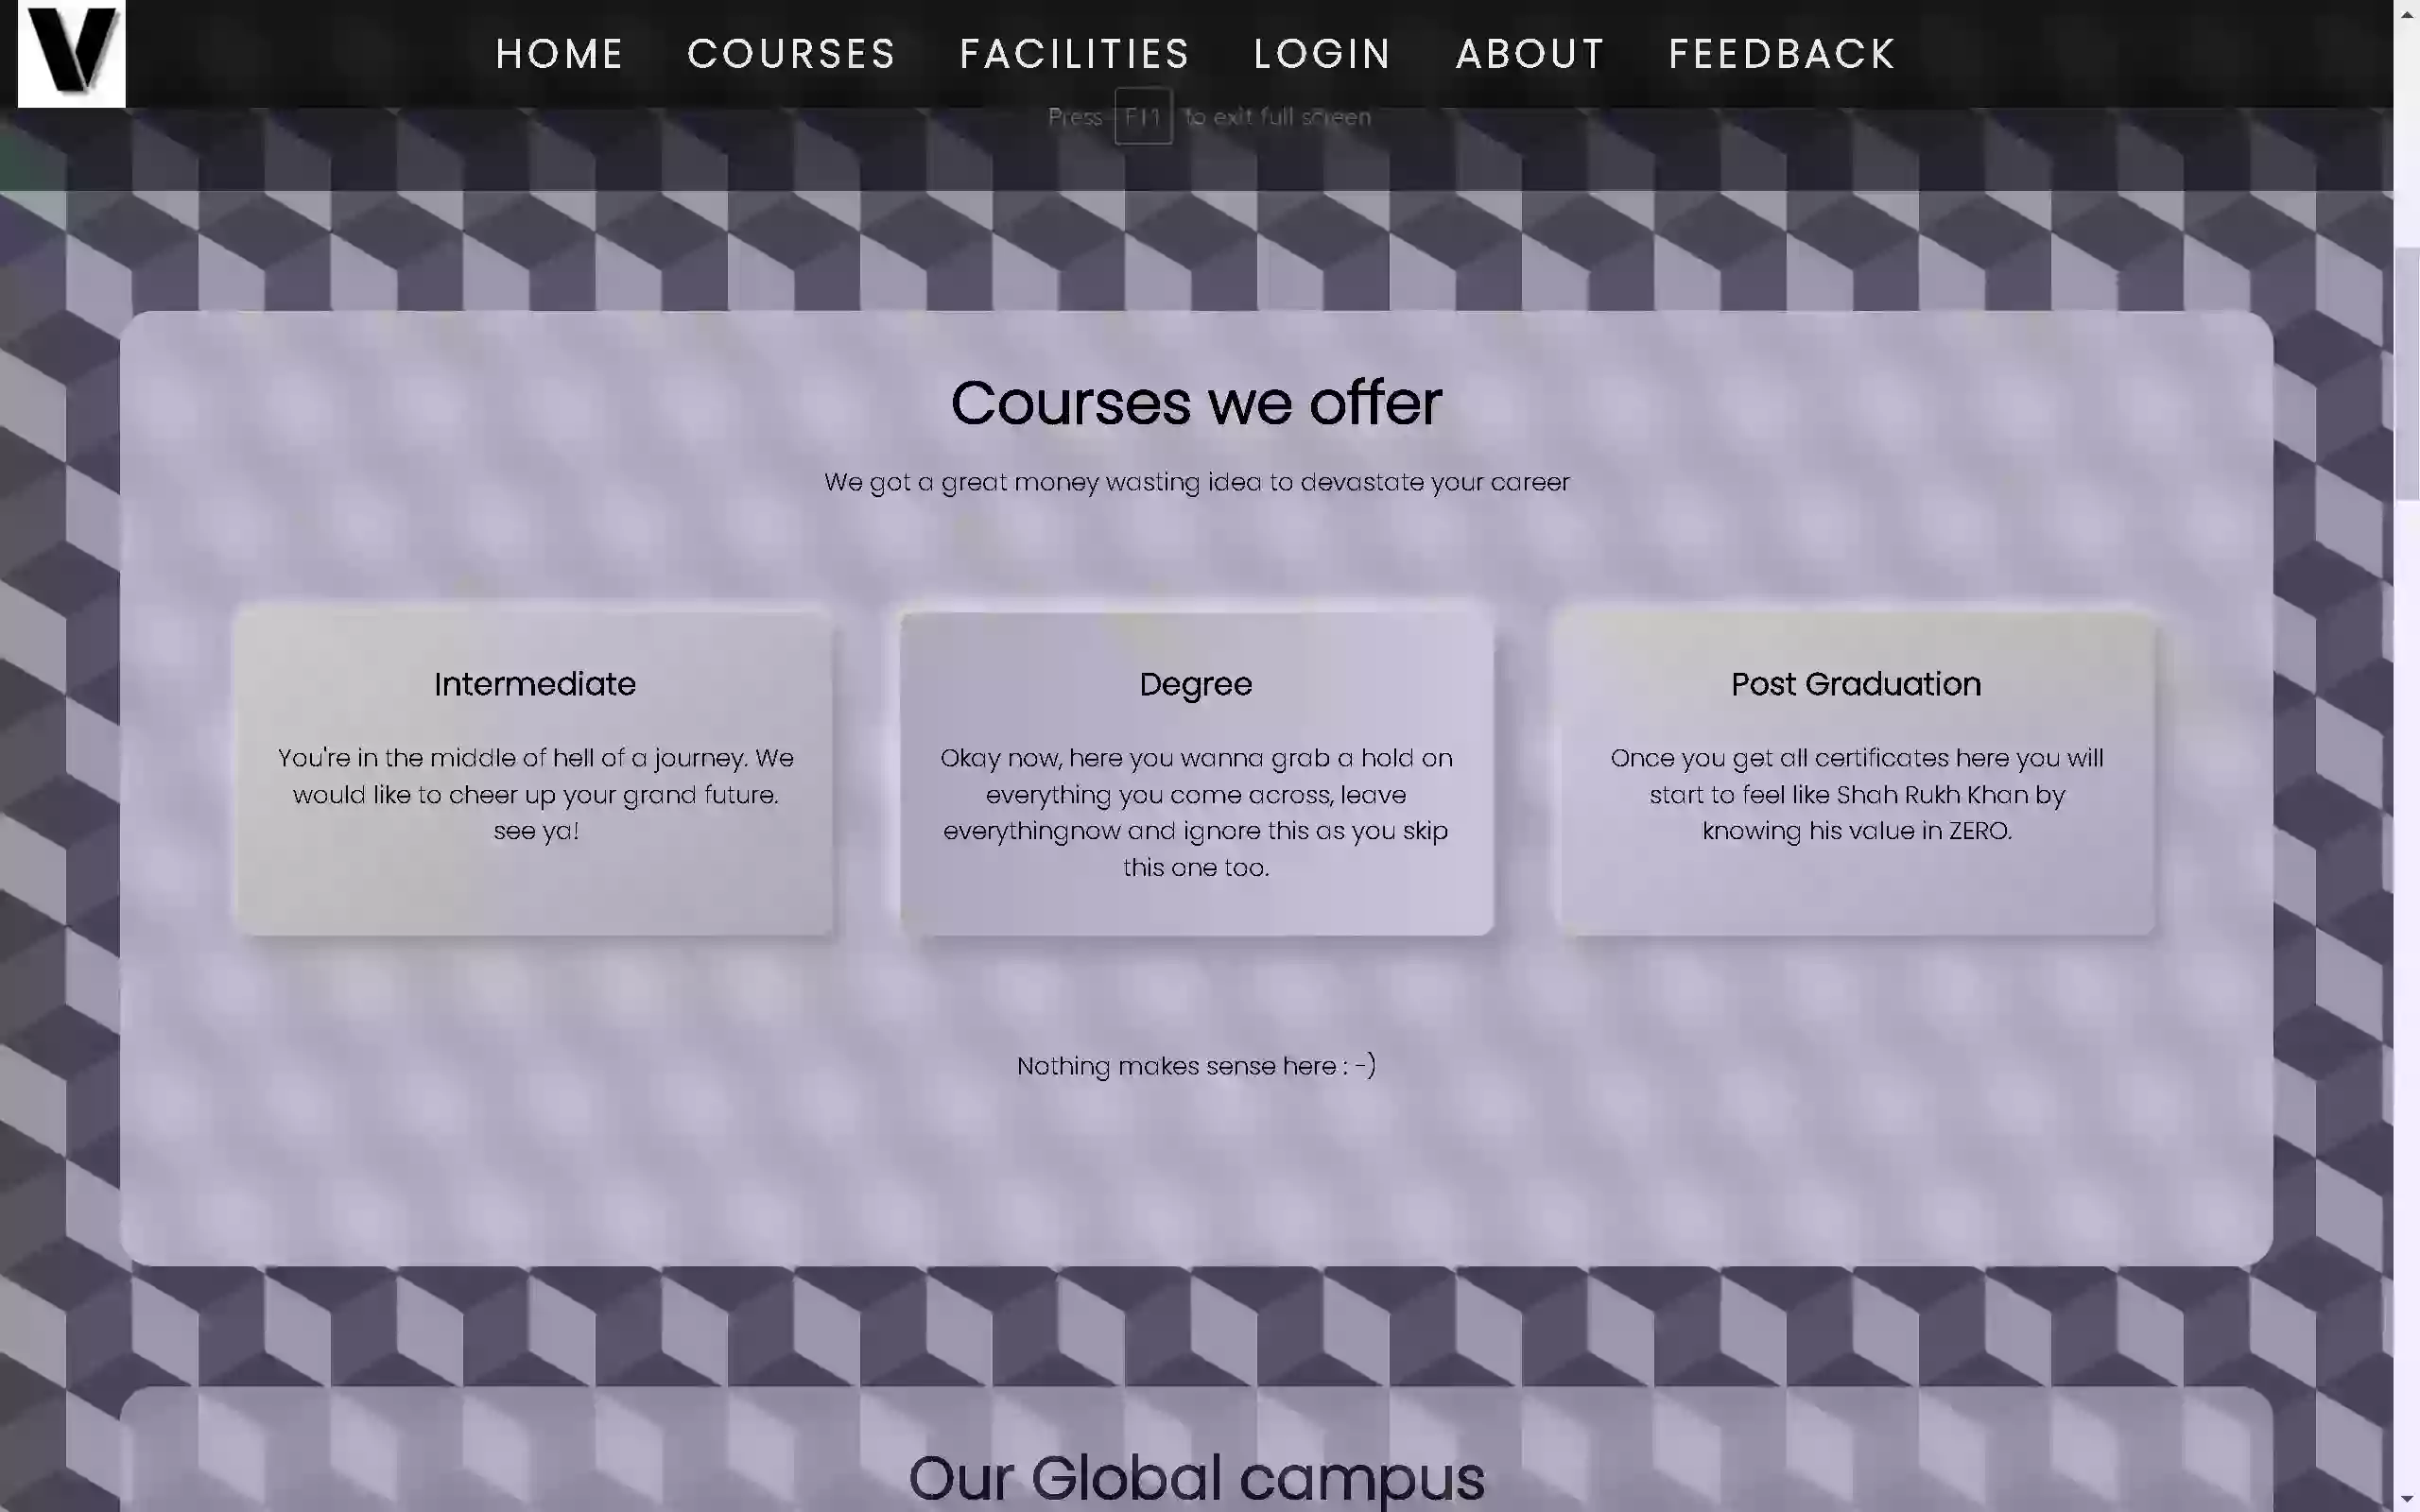 V
HOME COURSES FACILITIES LOGIN ABOUT FEEDBACK
Press F11 to exit full screen
Courses we offer
We got a great money wasting idea to devastate your career
Intermediate
You're in the middle of hell of a journey. We
would like to cheer up your grand future.
see ya!
Degree
Okay now, here you wanna grab a hold on
everything you come across, leave
everythingnow and ignore this as you skip
this one too.
Post Graduation
Once you get all certificates here you will
start to feel like Shah Rukh Khan by
knowing his value in ZERO.
Nothing makes sense here : -)
Our Global campus